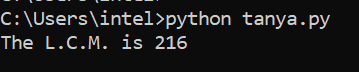 C:\Users\intel>python tanya.py
The L.C.M. is 216